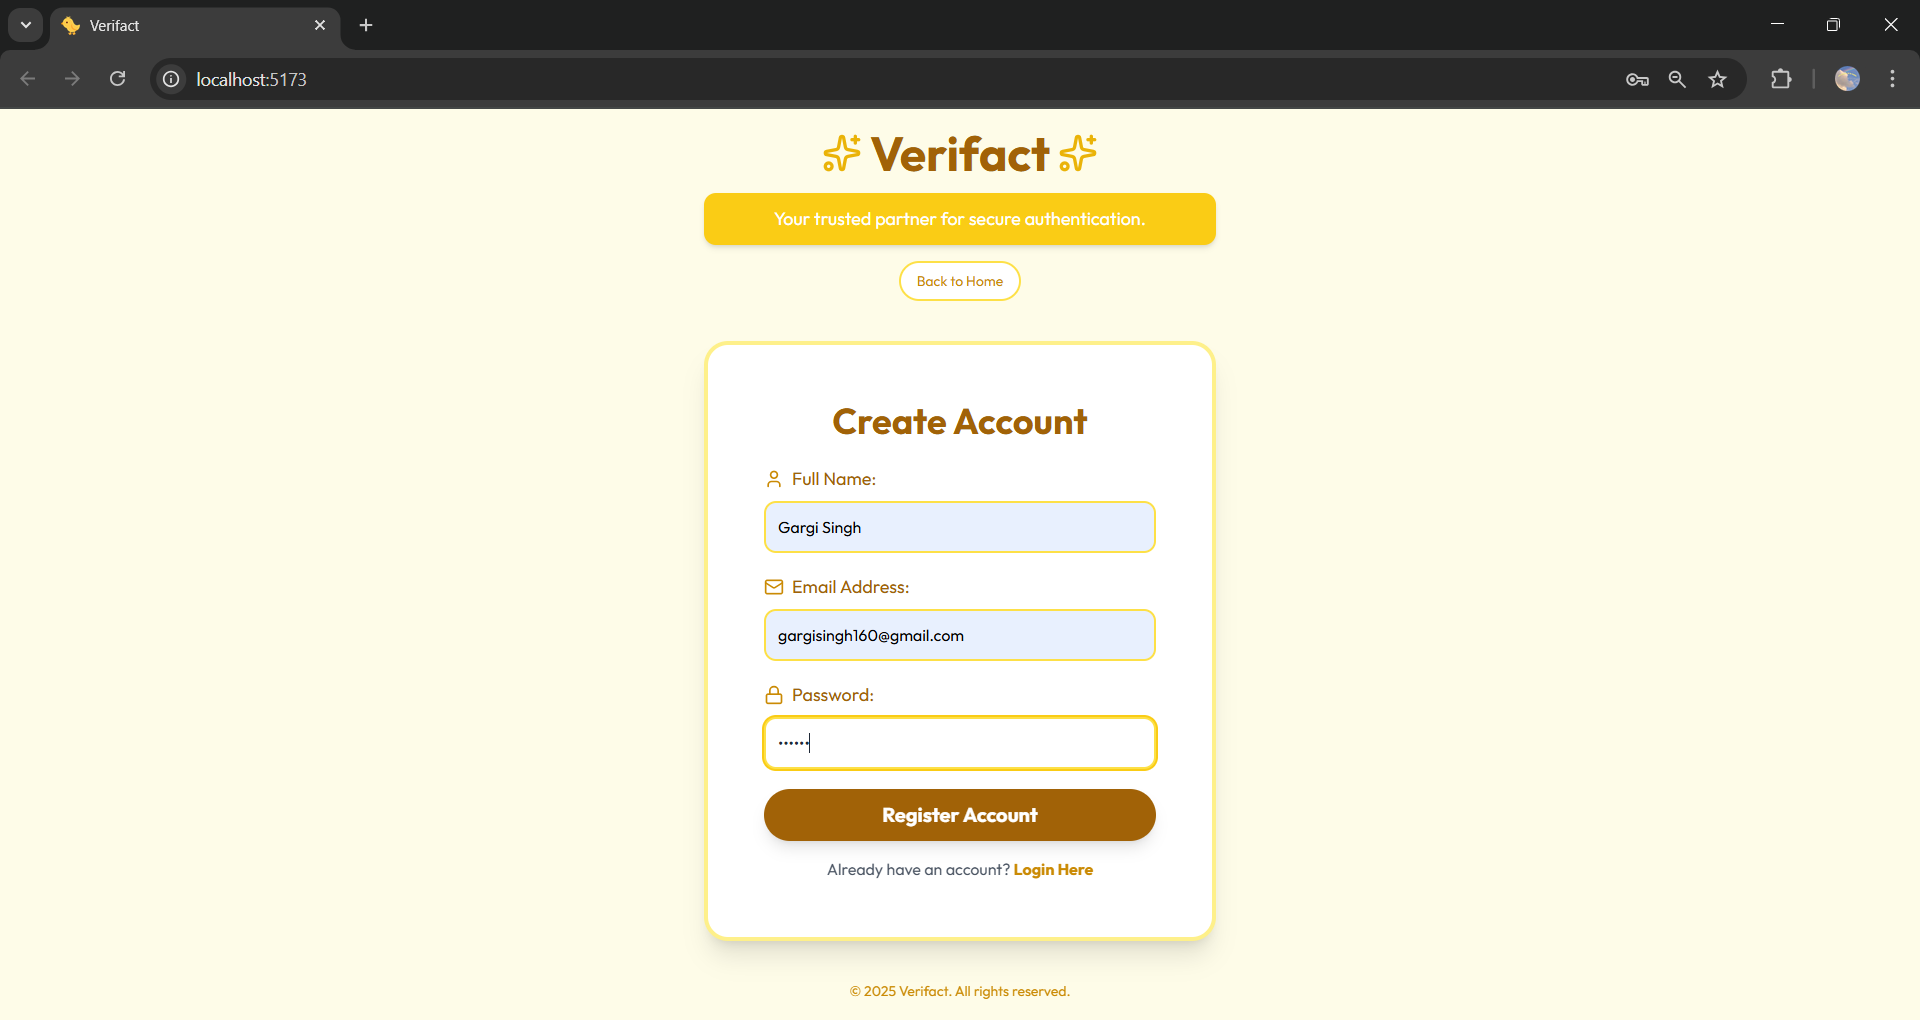 Verifact
localhost:5173
Verifact
Your trusted partner for secure authentication.
Back to Home
Create Account
Full Name:
Gargi Singh
Email Address:
gargisingh160@gmail.com
Password:
••••••
Register Account
Already have an account? Login Here
© 2025 Verifact. All rights reserved.